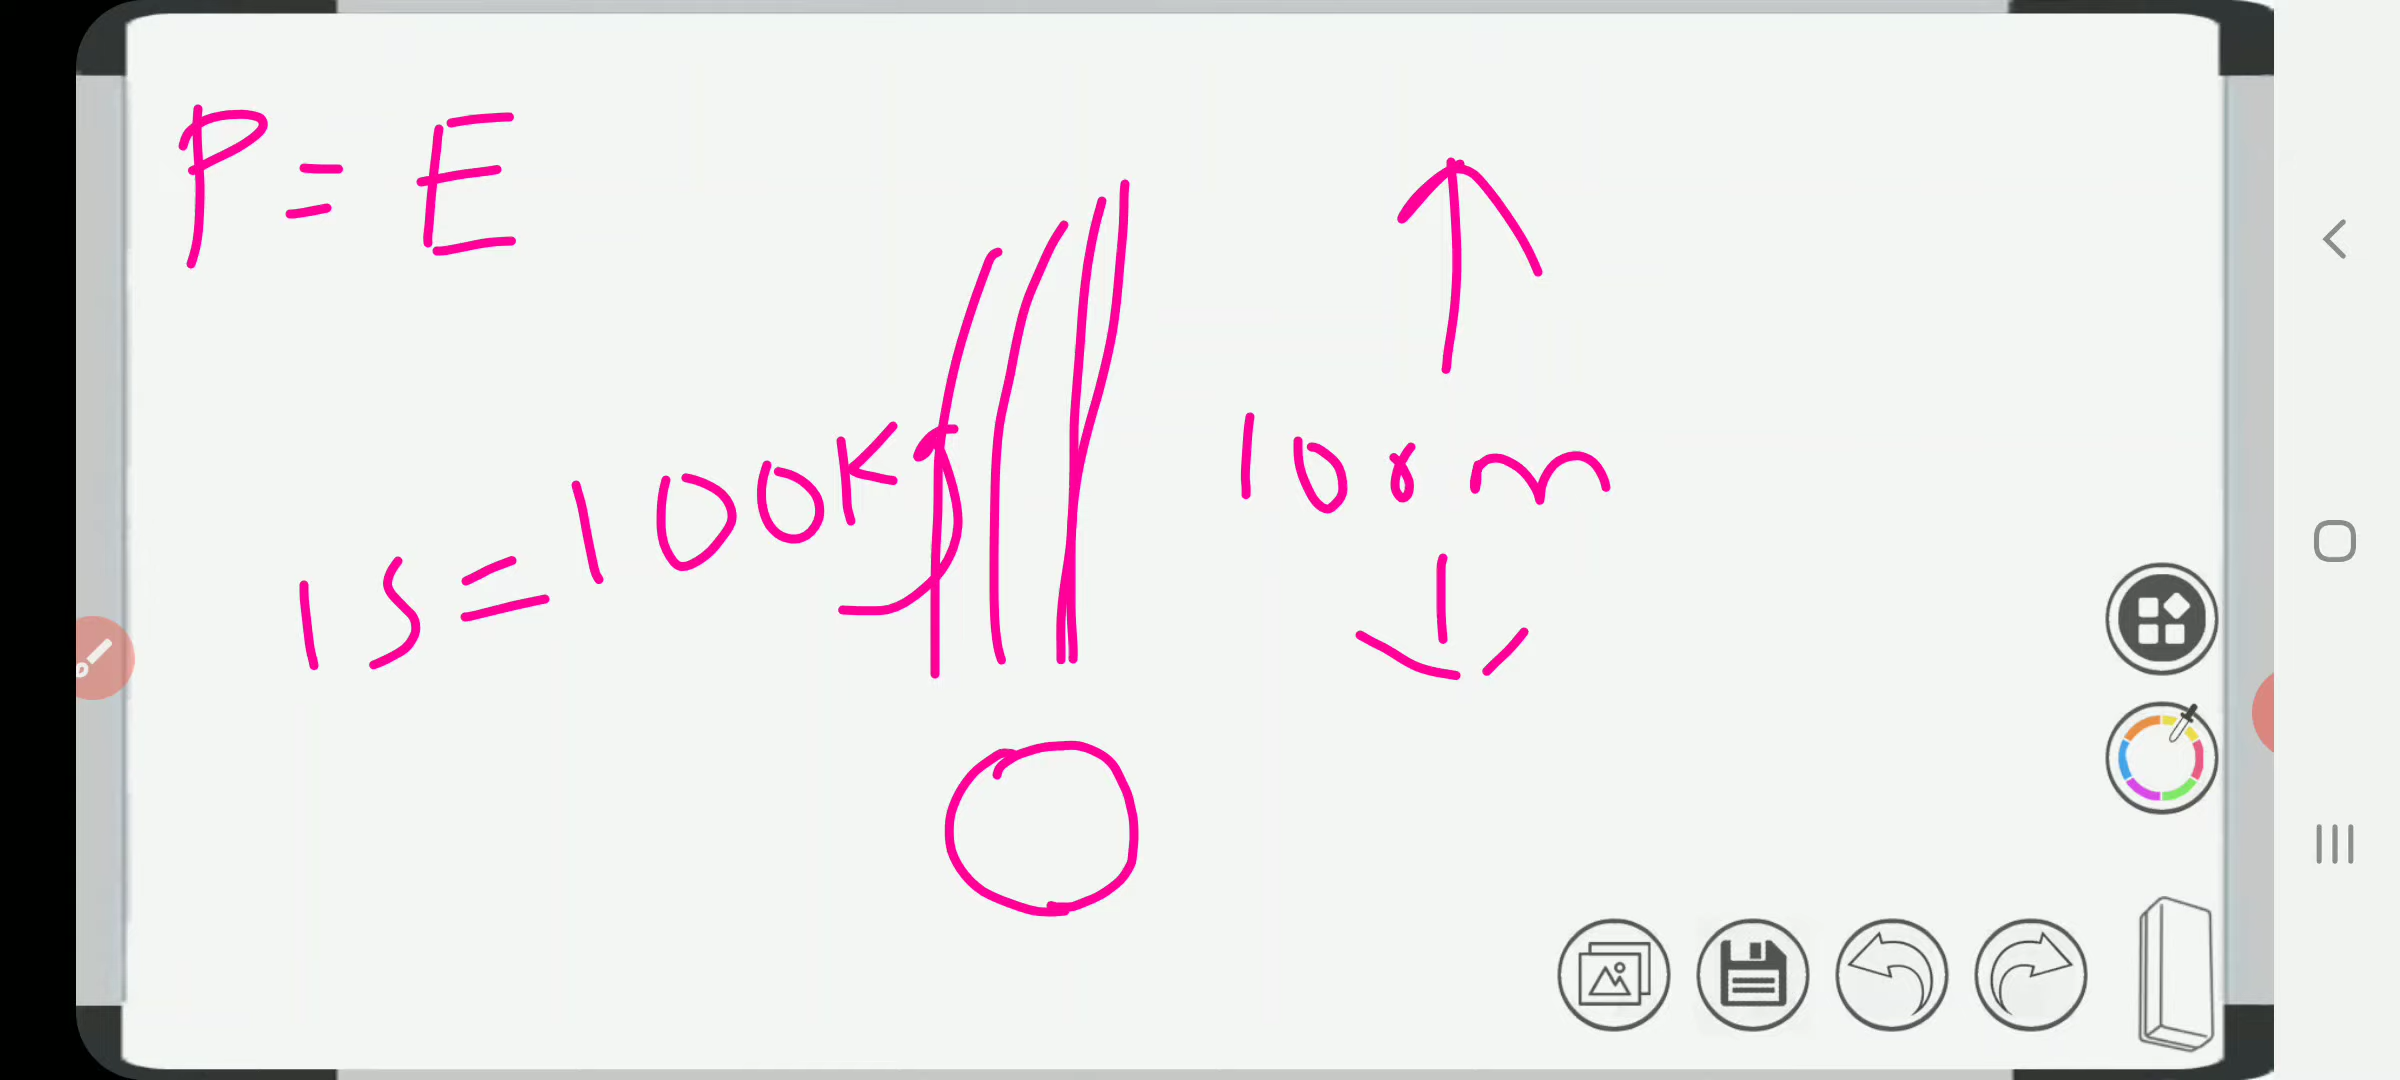 P = E
1S = 100Kg
100m